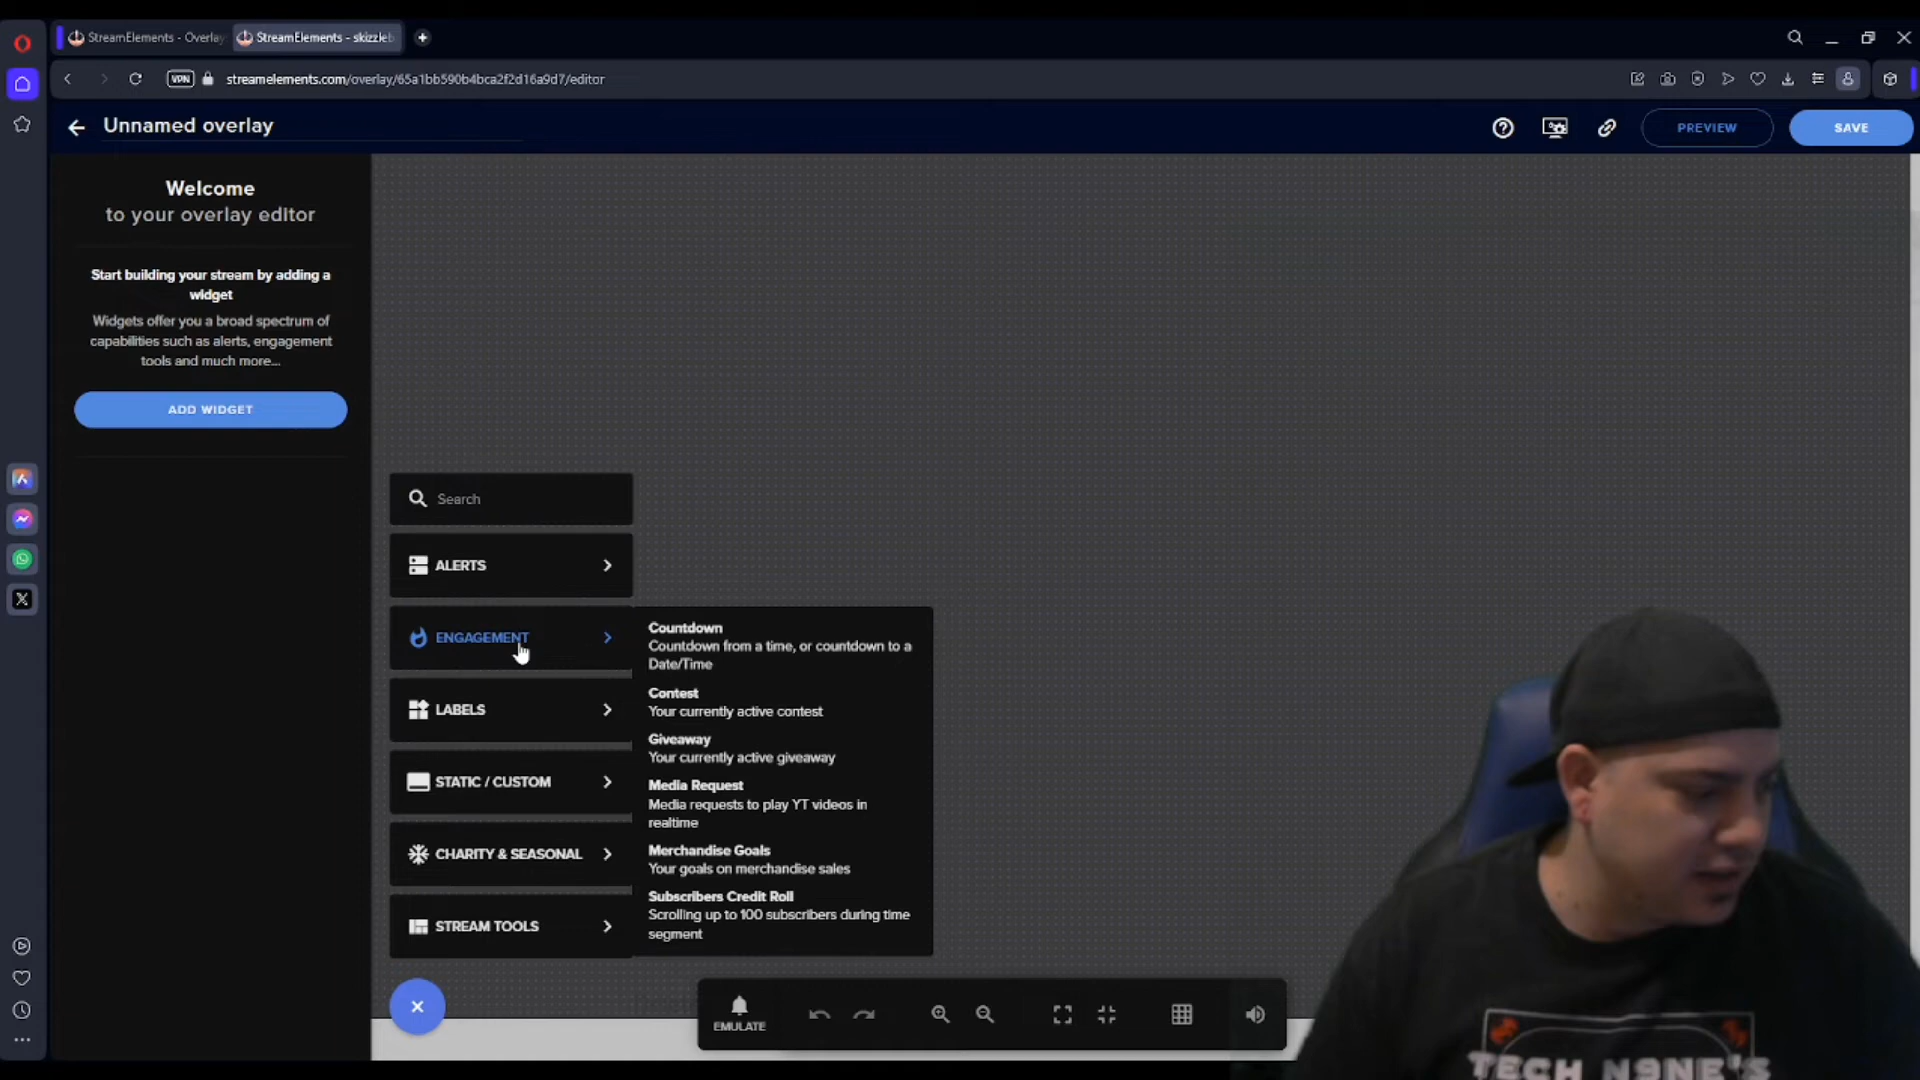 StreamElements - Overlay
StreamElements - skizzleb
VPN
streamelements.com/overlay/65a1bb590b4bca2f2d16a9d7/editor
Unnamed overlay
PREVIEW
SAVE
Welcome
to your overlay editor
Start building your stream by adding a
widget
Widgets offer you a broad spectrum of
capabilities such as alerts, engagement
tools and much more...
ADD WIDGET
Search
ALERTS
ENGAGEMENT
LABELS
STATIC / CUSTOM
CHARITY & SEASONAL
STREAM TOOLS
Countdown
Countdown from a time, or countdown to a
Date/Time
Contest
Your currently active contest
Giveaway
Your currently active giveaway
Media Request
Media requests to play YT videos in
realtime
Merchandise Goals
Your goals on merchandise sales
Subscribers Credit Roll
Scrolling up to 100 subscribers during time
segment
EMULATE
TECH N9NE'S